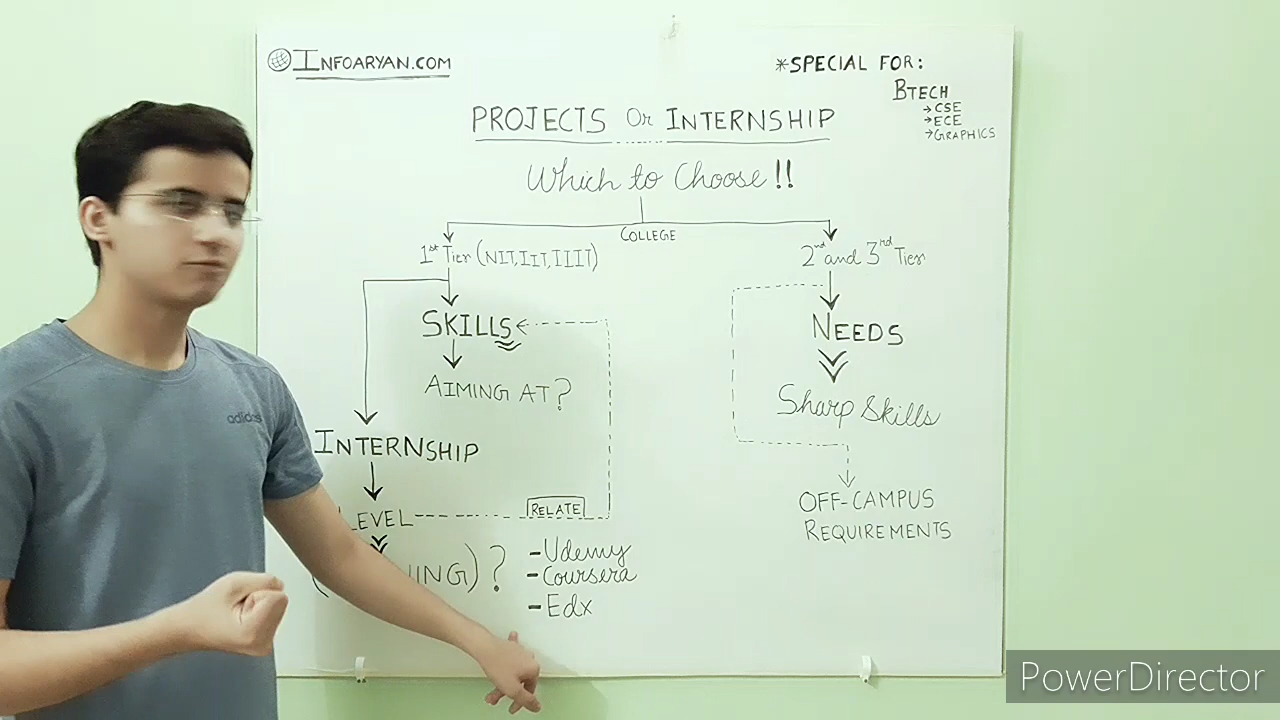 INFOARYAN.COM
*SPECIAL FOR:
BTECH
→CSE
→ECE
→GRAPHICS
PROJECTS Or INTERNSHIP
Which to Choose!!
COLLEGE
1st Tier (NIT, IIT, IIIT)
2nd and 3rd Tier
SKILLS
NEEDS
AIMING AT?
Sharp Skills
adidas
INTERNSHIP
OFF-CAMPUS
REQUIREMENTS
LEVEL
RELATE
-Udemy
-Coursera
-Edx
PowerDirector